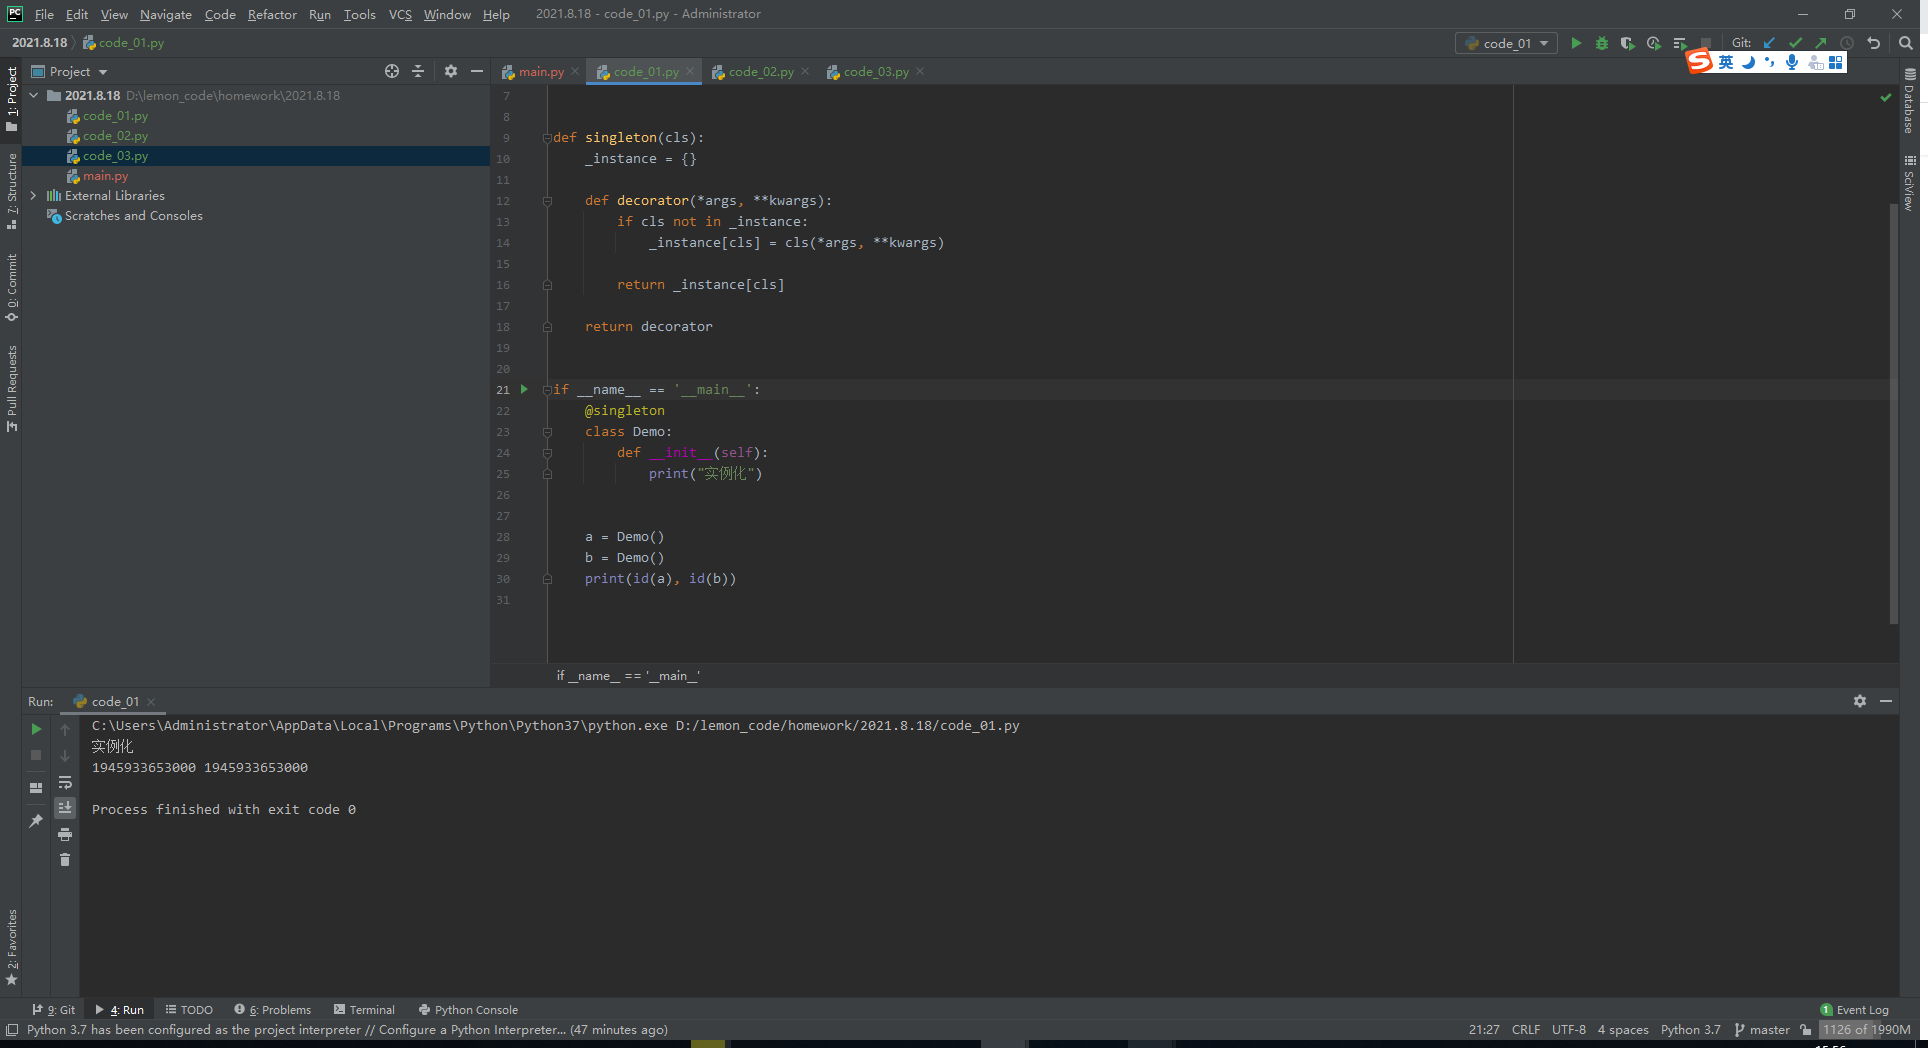 PC File Edit View Navigate Code Refactor Run Tools VCS Window Help 2021.8.18 - code_01.py - Administrator
2021.8.18 code_01.py code_01 Git:
S 英
1: Project
Project
main.py code_01.py code_02.py code_03.py
2021.8.18 D:\lemon_code\homework\2021.8.18
code_01.py
code_02.py
code_03.py
main.py
External Libraries
Scratches and Consoles
7: Structure
0: Commit
Pull Requests
2: Favorites
Database
SciView
7
8
9 def singleton(cls):
10 _instance = {}
11
12 def decorator(*args, **kwargs):
13 if cls not in _instance:
14 _instance[cls] = cls(*args, **kwargs)
15
16 return _instance[cls]
17
18 return decorator
19
20
21 if __name__ == '__main__':
22 @singleton
23 class Demo:
24 def __init__(self):
25 print("实例化")
26
27
28 a = Demo()
29 b = Demo()
30 print(id(a), id(b))
31
if __name__ == '__main__'
Run: code_01
C:\Users\Administrator\AppData\Local\Programs\Python\Python37\python.exe D:/lemon_code/homework/2021.8.18/code_01.py
实例化
1945933653000 1945933653000
Process finished with exit code 0
9: Git 4: Run TODO 6: Problems Terminal Python Console 1 Event Log
Python 3.7 has been configured as the project interpreter // Configure a Python Interpreter... (47 minutes ago) 21:27 CRLF UTF-8 4 spaces Python 3.7 master 1126 of 1990M